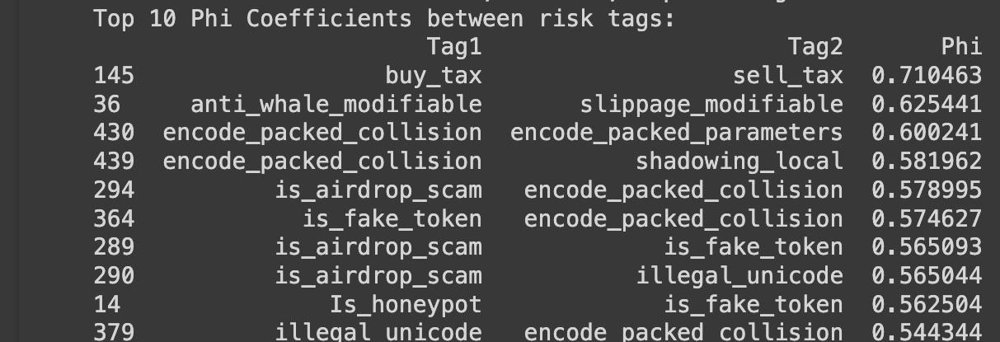 Top 10 Phi Coefficients between risk tags:
Tag1 Tag2 Phi
145 buy_tax sell_tax 0.710463
36 anti_whale_modifiable slippage_modifiable 0.625441
430 encode_packed_collision encode_packed_parameters 0.600241
439 encode_packed_collision shadowing_local 0.581962
294 is_airdrop_scam encode_packed_collision 0.578995
364 is_fake_token encode_packed_collision 0.574627
289 is_airdrop_scam is_fake_token 0.565093
290 is_airdrop_scam illegal_unicode 0.565044
14 Is_honeypot is_fake_token 0.562504
379 illegal_unicode encode_packed_collision 0.544344